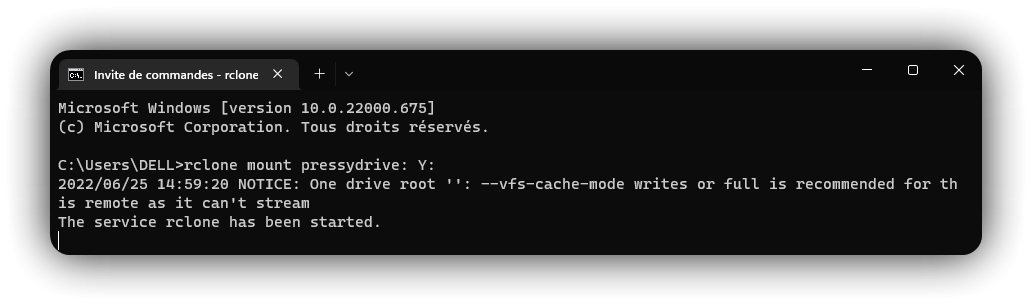 Invite de commandes - rclone
Microsoft Windows [version 10.0.22000.675]
(c) Microsoft Corporation. Tous droits réservés.
C:\Users\DELL>rclone mount pressydrive: Y:
2022/06/25 14:59:20 NOTICE: One drive root '': --vfs-cache-mode writes or full is recommended for th
is remote as it can't stream
The service rclone has been started.